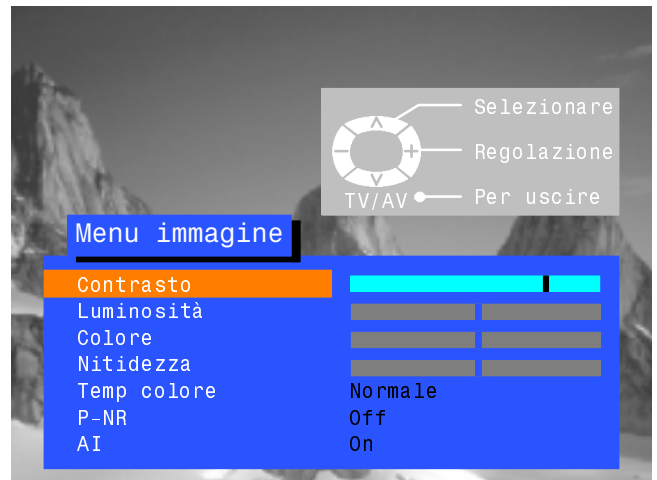 Selezionare
Regolazione
TV/AV Per uscire
Menu immagine
Contrasto
Luminosità
Colore
Nitidezza
Temp colore Normale
P-NR Off
AI On